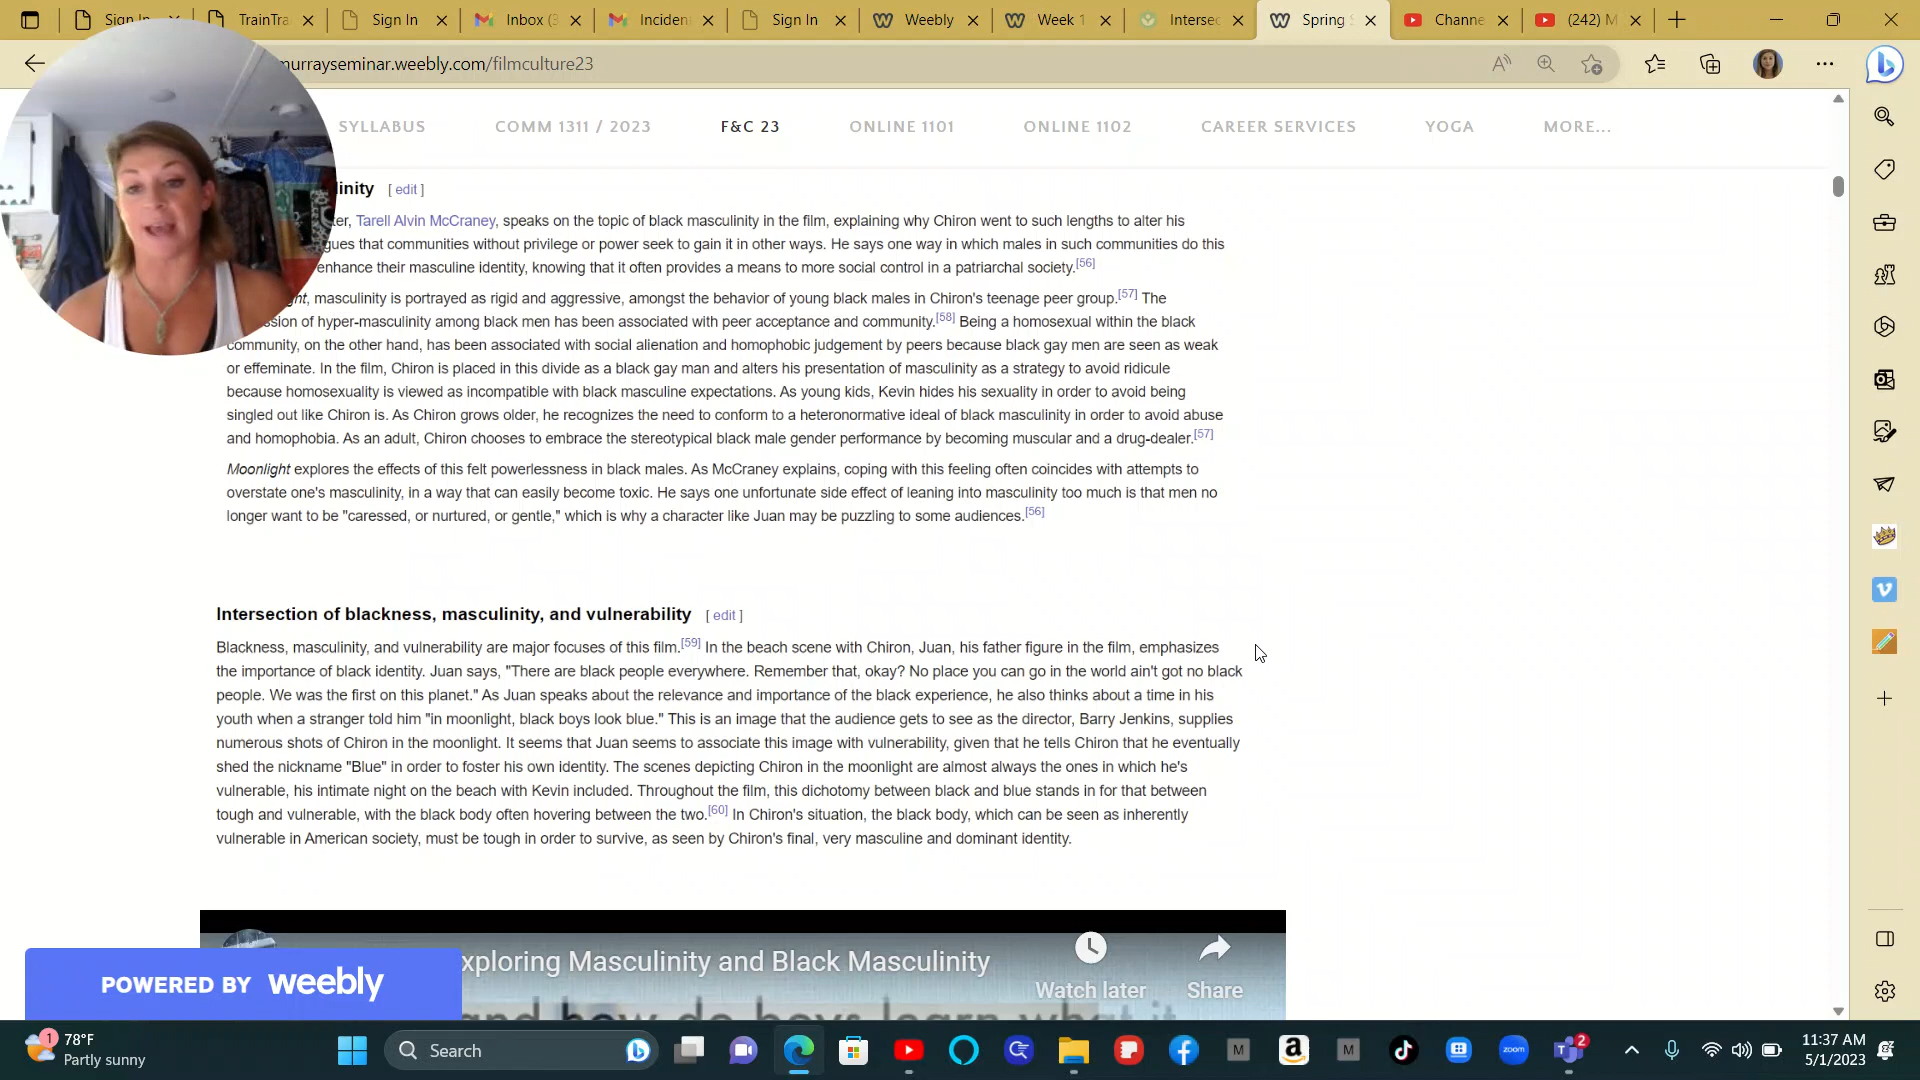 Sign In
TrainTra
Sign In
Inbox (3
Inciden
Sign In
Weebly
Week 1
Intersec
Spring S
Channe
(242) M
murrayseminar.weebly.com/filmculture23
SYLLABUS
COMM 1311 / 2023
F&C 23
ONLINE 1101
ONLINE 1102
CAREER SERVICES
YOGA
MORE...
linity [ edit ]
ter, Tarell Alvin McCraney, speaks on the topic of black masculinity in the film, explaining why Chiron went to such lengths to alter his
gues that communities without privilege or power seek to gain it in other ways. He says one way in which males in such communities do this
enhance their masculine identity, knowing that it often provides a means to more social control in a patriarchal society.[56]
ht, masculinity is portrayed as rigid and aggressive, amongst the behavior of young black males in Chiron's teenage peer group.[57] The
ssion of hyper-masculinity among black men has been associated with peer acceptance and community.[58] Being a homosexual within the black
community, on the other hand, has been associated with social alienation and homophobic judgement by peers because black gay men are seen as weak
or effeminate. In the film, Chiron is placed in this divide as a black gay man and alters his presentation of masculinity as a strategy to avoid ridicule
because homosexuality is viewed as incompatible with black masculine expectations. As young kids, Kevin hides his sexuality in order to avoid being
singled out like Chiron is. As Chiron grows older, he recognizes the need to conform to a heteronormative ideal of black masculinity in order to avoid abuse
and homophobia. As an adult, Chiron chooses to embrace the stereotypical black male gender performance by becoming muscular and a drug-dealer.[57]
Moonlight explores the effects of this felt powerlessness in black males. As McCraney explains, coping with this feeling often coincides with attempts to
overstate one's masculinity, in a way that can easily become toxic. He says one unfortunate side effect of leaning into masculinity too much is that men no
longer want to be "caressed, or nurtured, or gentle," which is why a character like Juan may be puzzling to some audiences.[56]
Intersection of blackness, masculinity, and vulnerability [ edit ]
Blackness, masculinity, and vulnerability are major focuses of this film.[59] In the beach scene with Chiron, Juan, his father figure in the film, emphasizes
the importance of black identity. Juan says, "There are black people everywhere. Remember that, okay? No place you can go in the world ain't got no black
people. We was the first on this planet." As Juan speaks about the relevance and importance of the black experience, he also thinks about a time in his
youth when a stranger told him "in moonlight, black boys look blue." This is an image that the audience gets to see as the director, Barry Jenkins, supplies
numerous shots of Chiron in the moonlight. It seems that Juan seems to associate this image with vulnerability, given that he tells Chiron that he eventually
shed the nickname "Blue" in order to foster his own identity. The scenes depicting Chiron in the moonlight are almost always the ones in which he's
vulnerable, his intimate night on the beach with Kevin included. Throughout the film, this dichotomy between black and blue stands in for that between
tough and vulnerable, with the black body often hovering between the two.[60] In Chiron's situation, the black body, which can be seen as inherently
vulnerable in American society, must be tough in order to survive, as seen by Chiron's final, very masculine and dominant identity.
xploring Masculinity and Black Masculinity
Watch later
Share
and how do boys learn what it
POWERED BY weebly
1
78°F
Partly sunny
Search
M
a
M
zoom
2
11:37 AM
5/1/2023